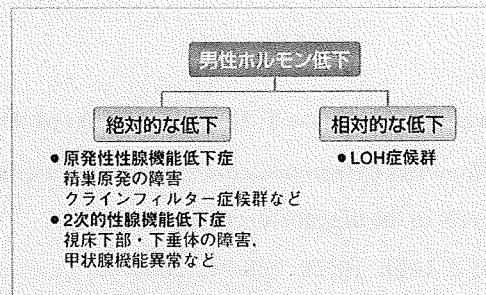 男性ホルモン低下
絶対的な低下
● 原発性性腺機能低下症
精巣原発の障害
クラインフィルター症候群など
● 2次的性腺機能低下症
視床下部・下垂体の障害,
甲状腺機能異常など
相対的な低下
● LOH症候群